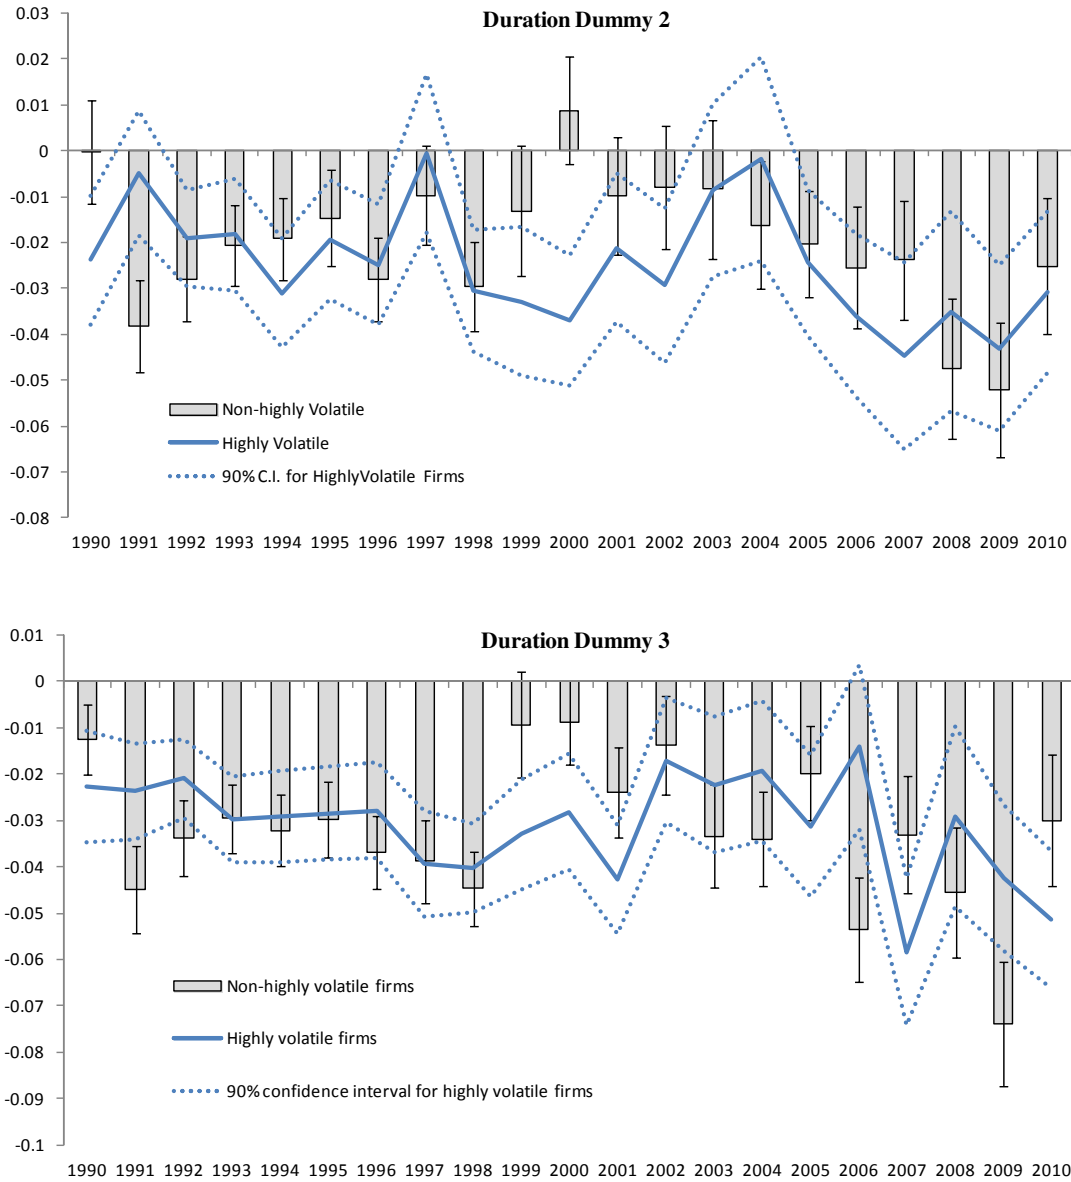 Duration Dummy 2
0.03
0.02
0.01
0
-0.01
-0.02
-0.03
-0.04
-0.05
-0.06
-0.07
-0.08
Non-highly Volatile
Highly Volatile
90% C.I. for HighlyVolatile Firms
1990 1991 1992 1993 1994 1995 1996 1997 1998 1999 2000 2001 2002 2003 2004 2005 2006 2007 2008 2009 2010
Duration Dummy 3
0.01
0
-0.01
-0.02
-0.03
-0.04
-0.05
-0.06
-0.07
-0.08
-0.09
-0.1
Non-highly volatile firms
Highly volatile firms
90% confidence interval for highly volatile firms
1990 1991 1992 1993 1994 1995 1996 1997 1998 1999 2000 2001 2002 2003 2004 2005 2006 2007 2008 2009 2010